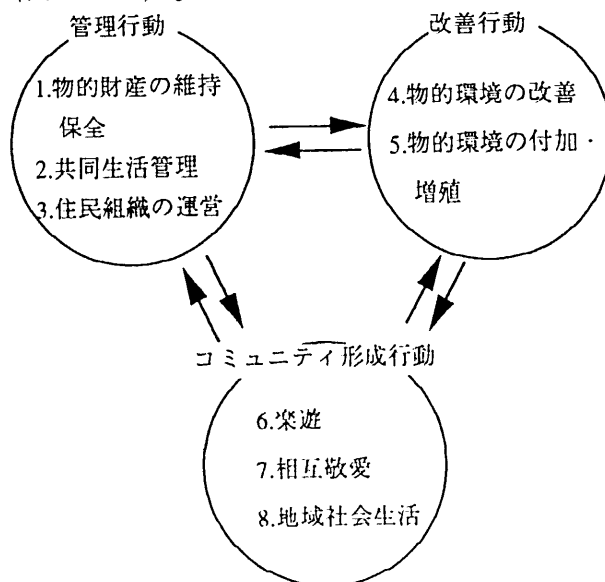 管理行動
1.物的財産の維持
保全
2.共同生活管理
3.住民組織の運営
改善行動
4.物的環境の改善
5.物的環境の付加・
増殖
コミュニティ形成行動
6.楽遊
7.相互敬愛
8.地域社会生活